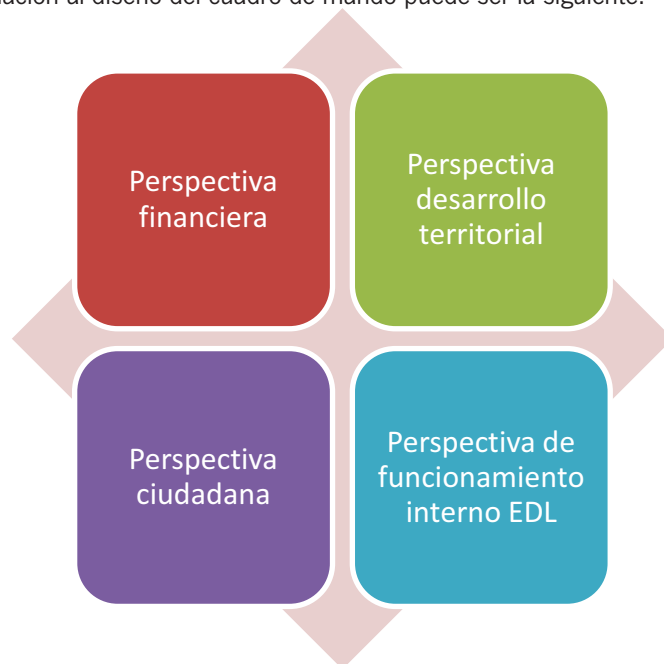 al diseño del cuadro de mando puede ser la siguiente:
Perspectiva
financiera
Perspectiva
desarrollo
territorial
Perspectiva
ciudadana
Perspectiva de
funcionamiento
interno EDL